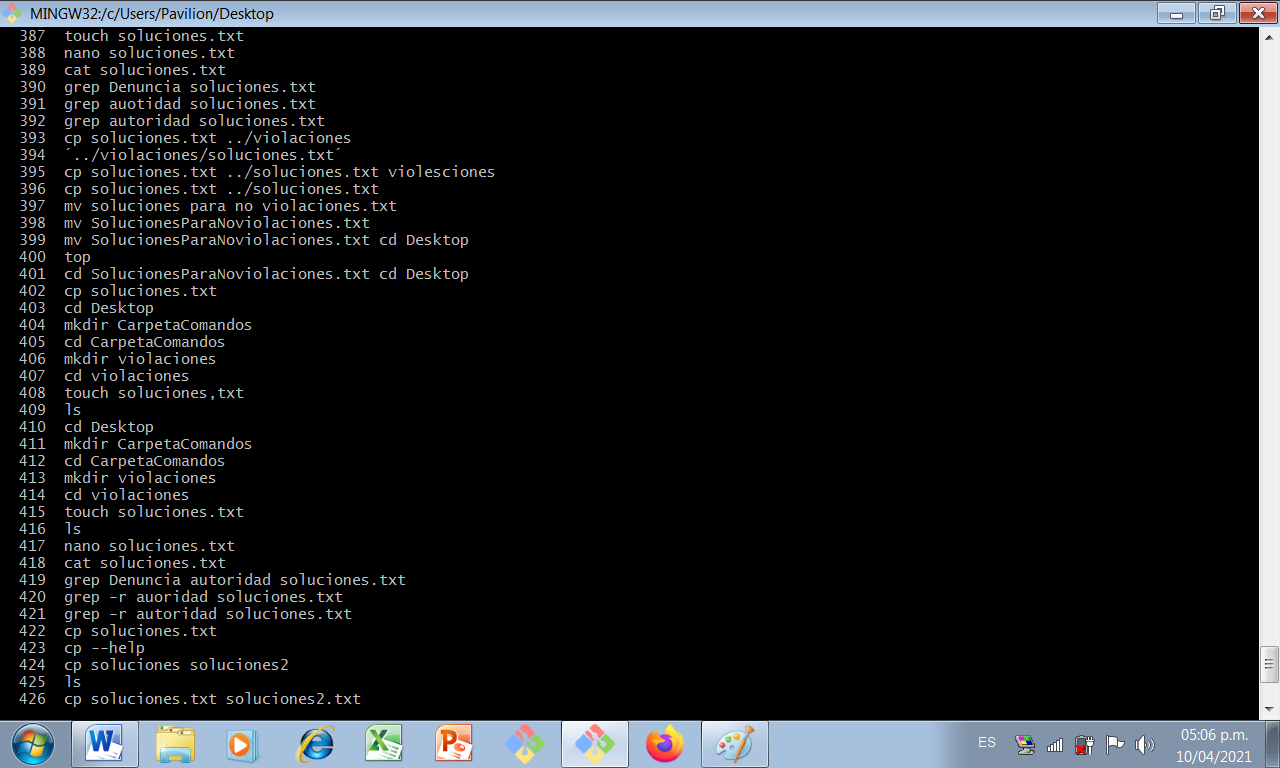 MINGW32:/c/Users/Pavilion/Desktop
387 touch soluciones.txt
388 nano soluciones.txt
389 cat soluciones.txt
390 grep Denuncia soluciones.txt
391 grep auotidad soluciones.txt
392 grep autoridad soluciones.txt
393 cp soluciones.txt ../violaciones
394 ´../violaciones/soluciones.txt´
395 cp soluciones.txt ../soluciones.txt violesciones
396 cp soluciones.txt ../soluciones.txt
397 mv soluciones para no violaciones.txt
398 mv SolucionesParaNoviolaciones.txt
399 mv SolucionesParaNoviolaciones.txt cd Desktop
400 top
401 cd SolucionesParaNoviolaciones.txt cd Desktop
402 cp soluciones.txt
403 cd Desktop
404 mkdir CarpetaComandos
405 cd CarpetaComandos
406 mkdir violaciones
407 cd violaciones
408 touch soluciones,txt
409 ls
410 cd Desktop
411 mkdir CarpetaComandos
412 cd CarpetaComandos
413 mkdir violaciones
414 cd violaciones
415 touch soluciones.txt
416 ls
417 nano soluciones.txt
418 cat soluciones.txt
419 grep Denuncia autoridad soluciones.txt
420 grep -r auoridad soluciones.txt
421 grep -r autoridad soluciones.txt
422 cp soluciones.txt
423 cp --help
424 cp soluciones soluciones2
425 ls
426 cp soluciones.txt soluciones2.txt
ES
05:06 p.m.
10/04/2021